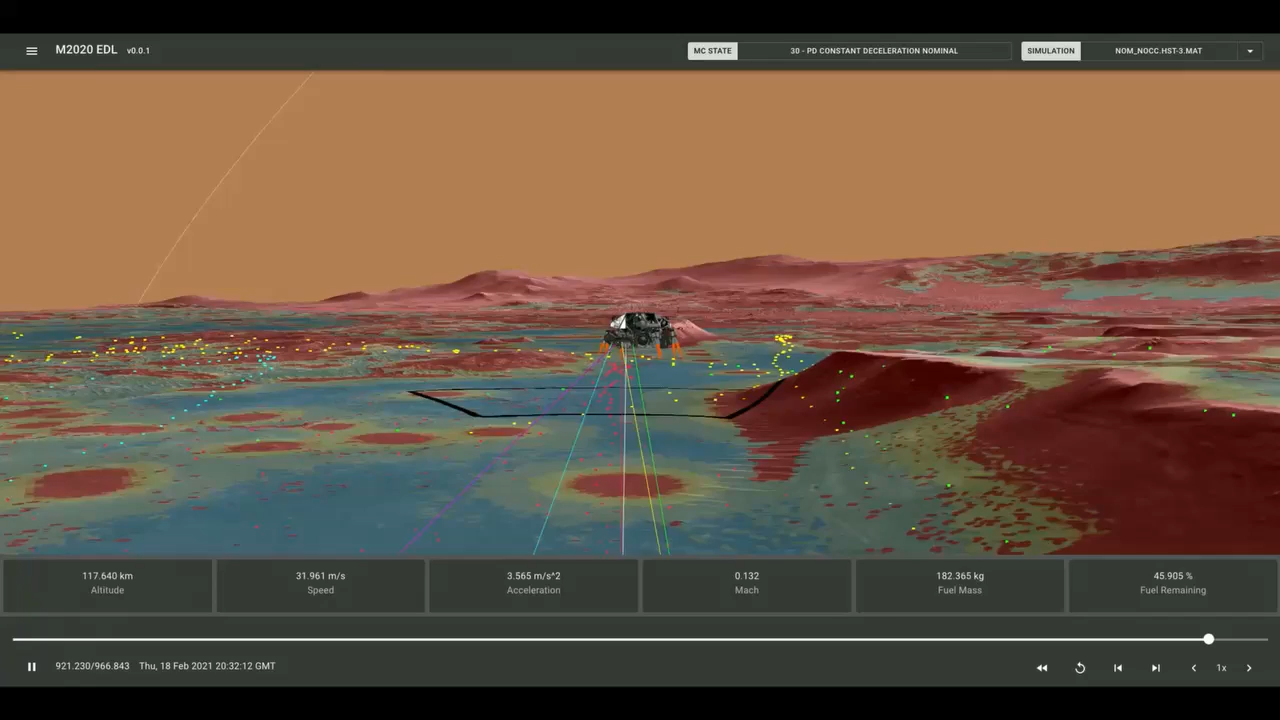 M2020 EDL v0.0.1
MC STATE 30 - PD CONSTANT DECELERATION NOMINAL SIMULATION NOM_NOCC.HST-3.MAT
117.640 km 31.961 m/s 3.565 m/s^2 0.132 182.365 kg 45.905 %
Altitude Speed Acceleration Mach Fuel Mass Fuel Remaining
921.230/966.843 Thu, 18 Feb 2021 20:32:12 GMT 1x